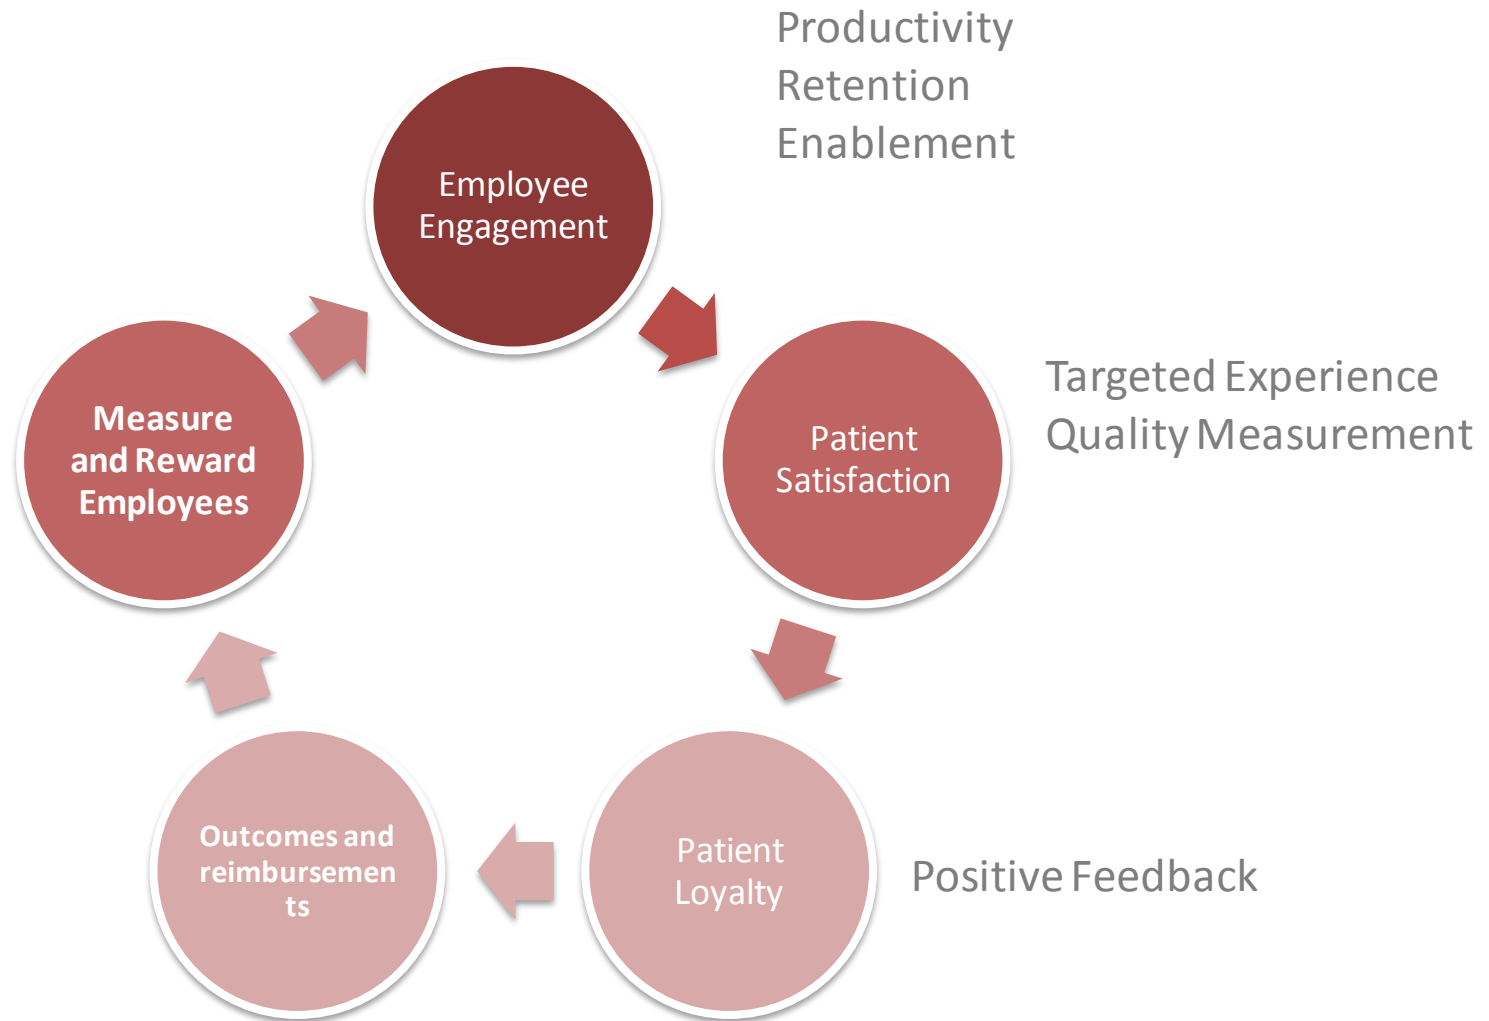 Productivity
Retention
Enablement
Employee
Engagement
Targeted Experience
Quality Measurement
Patient
Satisfaction
Measure
and Reward
Employees
Positive Feedback
Patient
Loyalty
Outcomes and
reimbursemen
ts